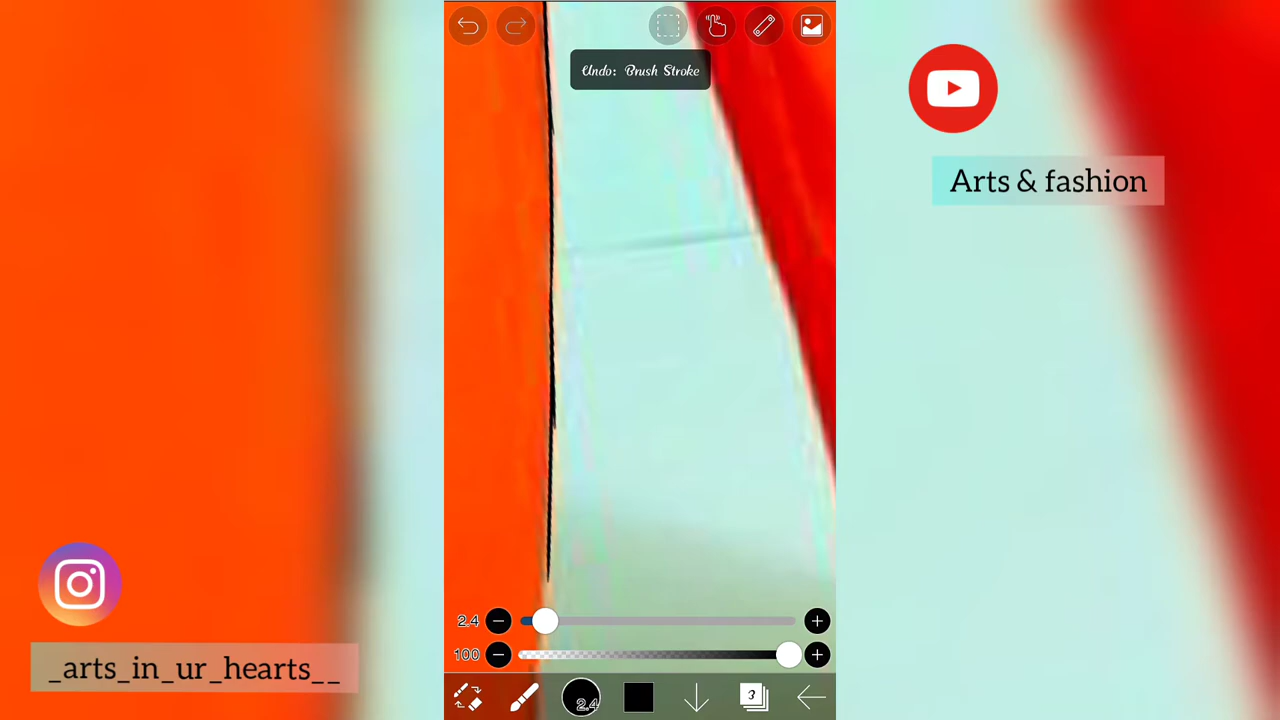 Undo: Brush Stroke
Arts & fashion
2.4
100
_arts_in_ur_hearts__
2.4
3